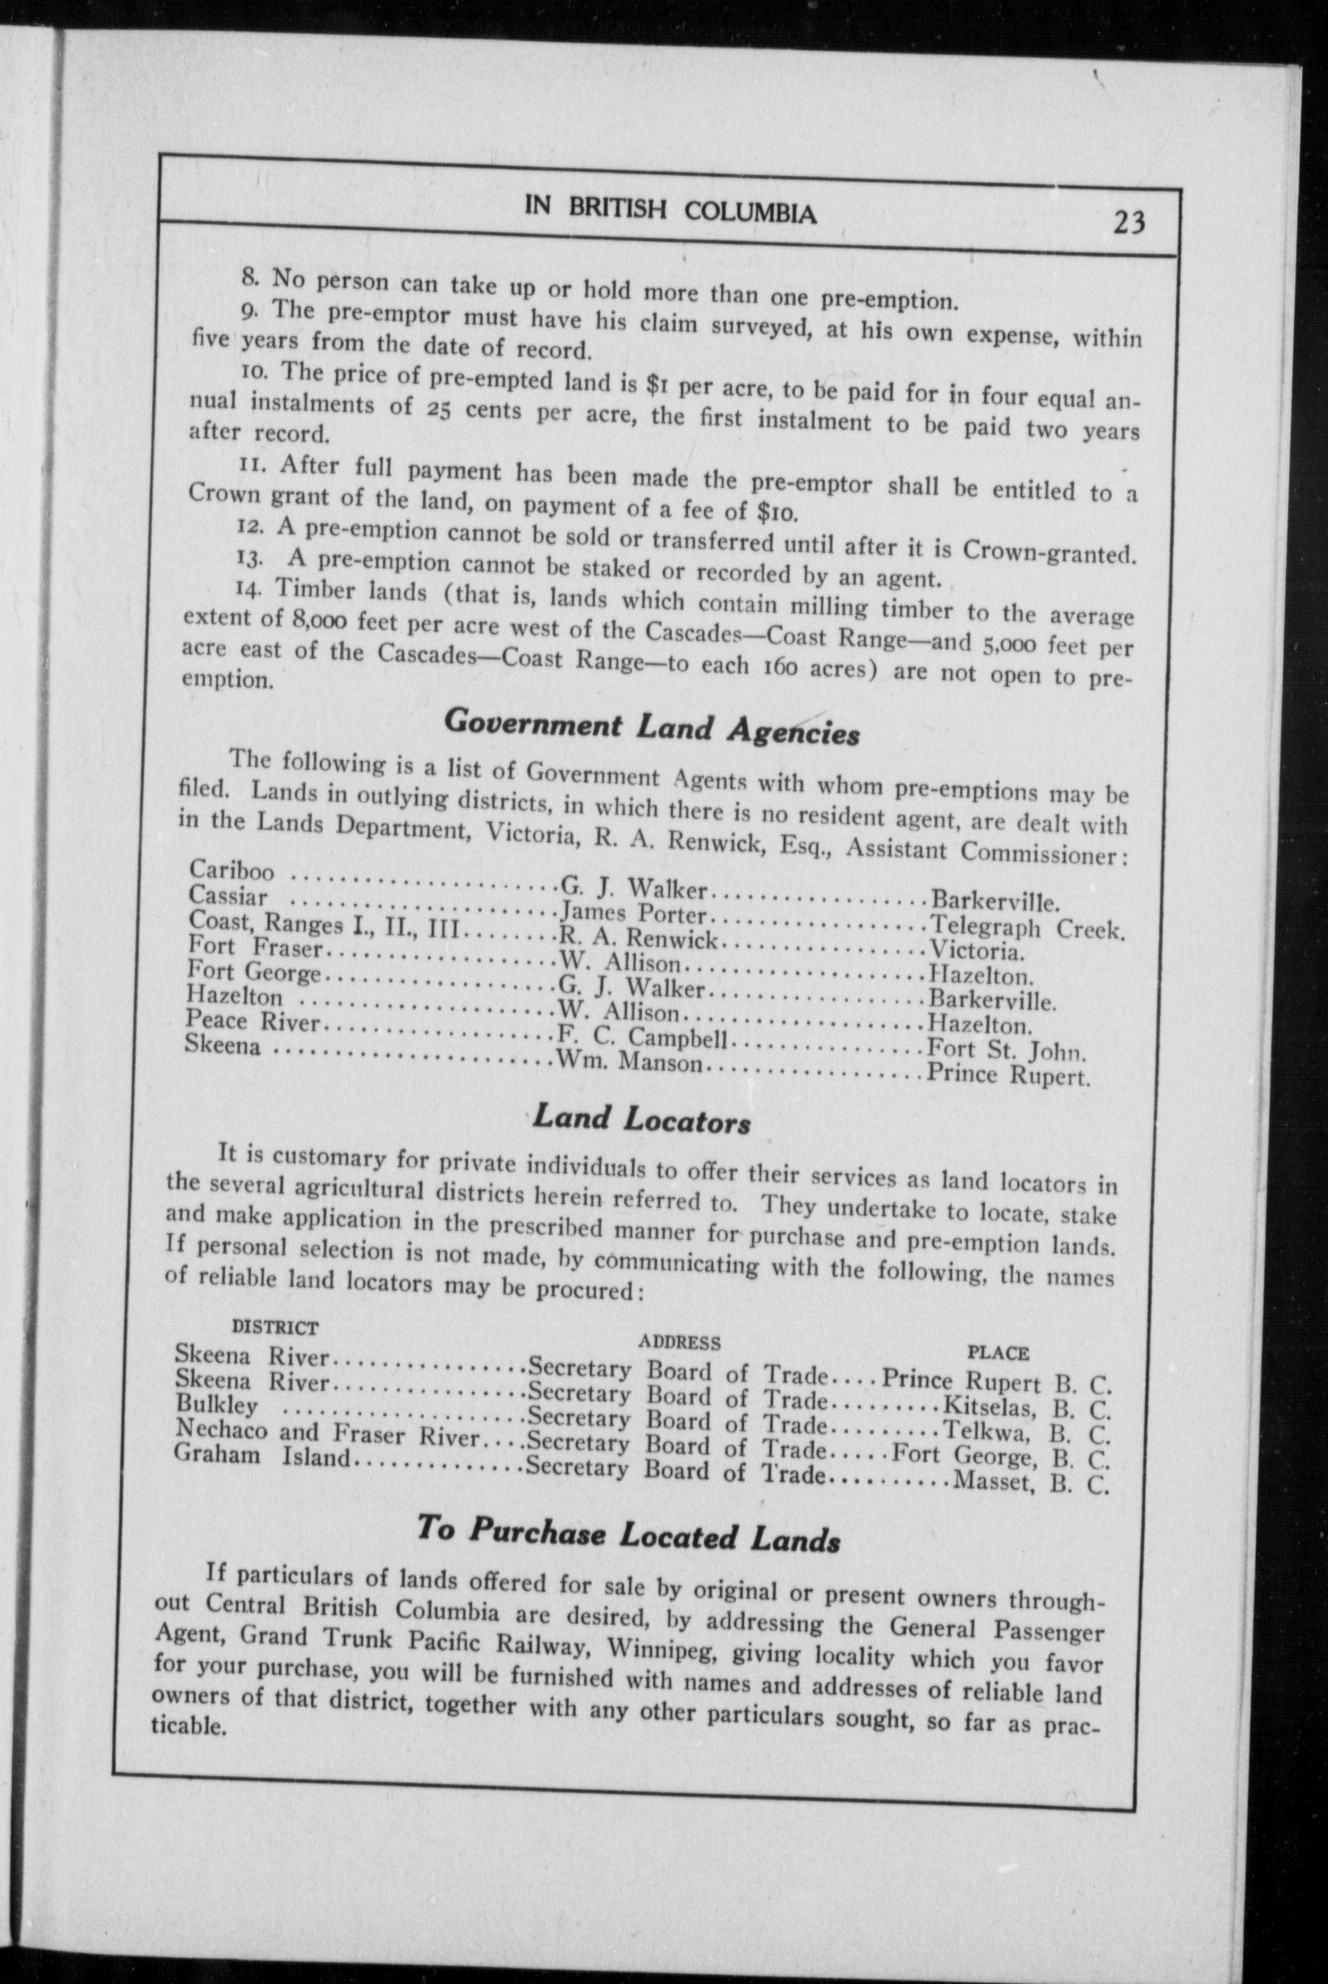 IN BRITISH COLUMBIA 23
8. No person can take up or hold more than one pre-emption.
9. The pre-emptor must have his claim surveyed, at his own expense, within
five years from the date of record.
10. The price of pre-empted land is $1 per acre, to be paid for in four equal an-
nual instalments of 25 cents per acre, the first instalment to be paid two years
after record.
11. After full payment has been made the pre-emptor shall be entitled to a
Crown grant of the land, on payment of a fee of $10.
12. A pre-emption cannot be sold or transferred until after it is Crown-granted.
13. A pre-emption cannot be staked or recorded by an agent.
14. Timber lands (that is, lands which contain milling timber to the average
extent of 8,000 feet per acre west of the Cascades—Coast Range—and 5,000 feet per
acre east of the Cascades—Coast Range—to each 160 acres) are not open to pre-
emption.
Government Land Agencies
The following is a list of Government Agents with whom pre-emptions may be
filed. Lands in outlying districts, in which there is no resident agent, are dealt with
in the Lands Department, Victoria, R. A. Renwick, Esq., Assistant Commissioner:
Cariboo ......................G. J. Walker..................Barkerville.
Cassiar ......................James Porter..................Telegraph Creek.
Coast, Ranges I., II., III........R. A. Renwick.................Victoria.
Fort Fraser...................W. Allison....................Hazelton.
Fort George...................G. J. Walker..................Barkerville.
Hazelton .....................W. Allison....................Hazelton.
Peace River...................F. C. Campbell................Fort St. John.
Skeena .......................Wm. Manson..................Prince Rupert.
Land Locators
It is customary for private individuals to offer their services as land locators in
the several agricultural districts herein referred to. They undertake to locate, stake
and make application in the prescribed manner for purchase and pre-emption lands.
If personal selection is not made, by communicating with the following, the names
of reliable land locators may be procured:
DISTRICT ADDRESS PLACE
Skeena River................Secretary Board of Trade....Prince Rupert B. C.
Skeena River................Secretary Board of Trade.........Kitselas, B. C.
Bulkley ....................Secretary Board of Trade.........Telkwa, B. C.
Nechaco and Fraser River....Secretary Board of Trade.....Fort George, B. C.
Graham Island..............Secretary Board of Trade..........Masset, B. C.
To Purchase Located Lands
If particulars of lands offered for sale by original or present owners through-
out Central British Columbia are desired, by addressing the General Passenger
Agent, Grand Trunk Pacific Railway, Winnipeg, giving locality which you favor
for your purchase, you will be furnished with names and addresses of reliable land
owners of that district, together with any other particulars sought, so far as prac-
ticable.